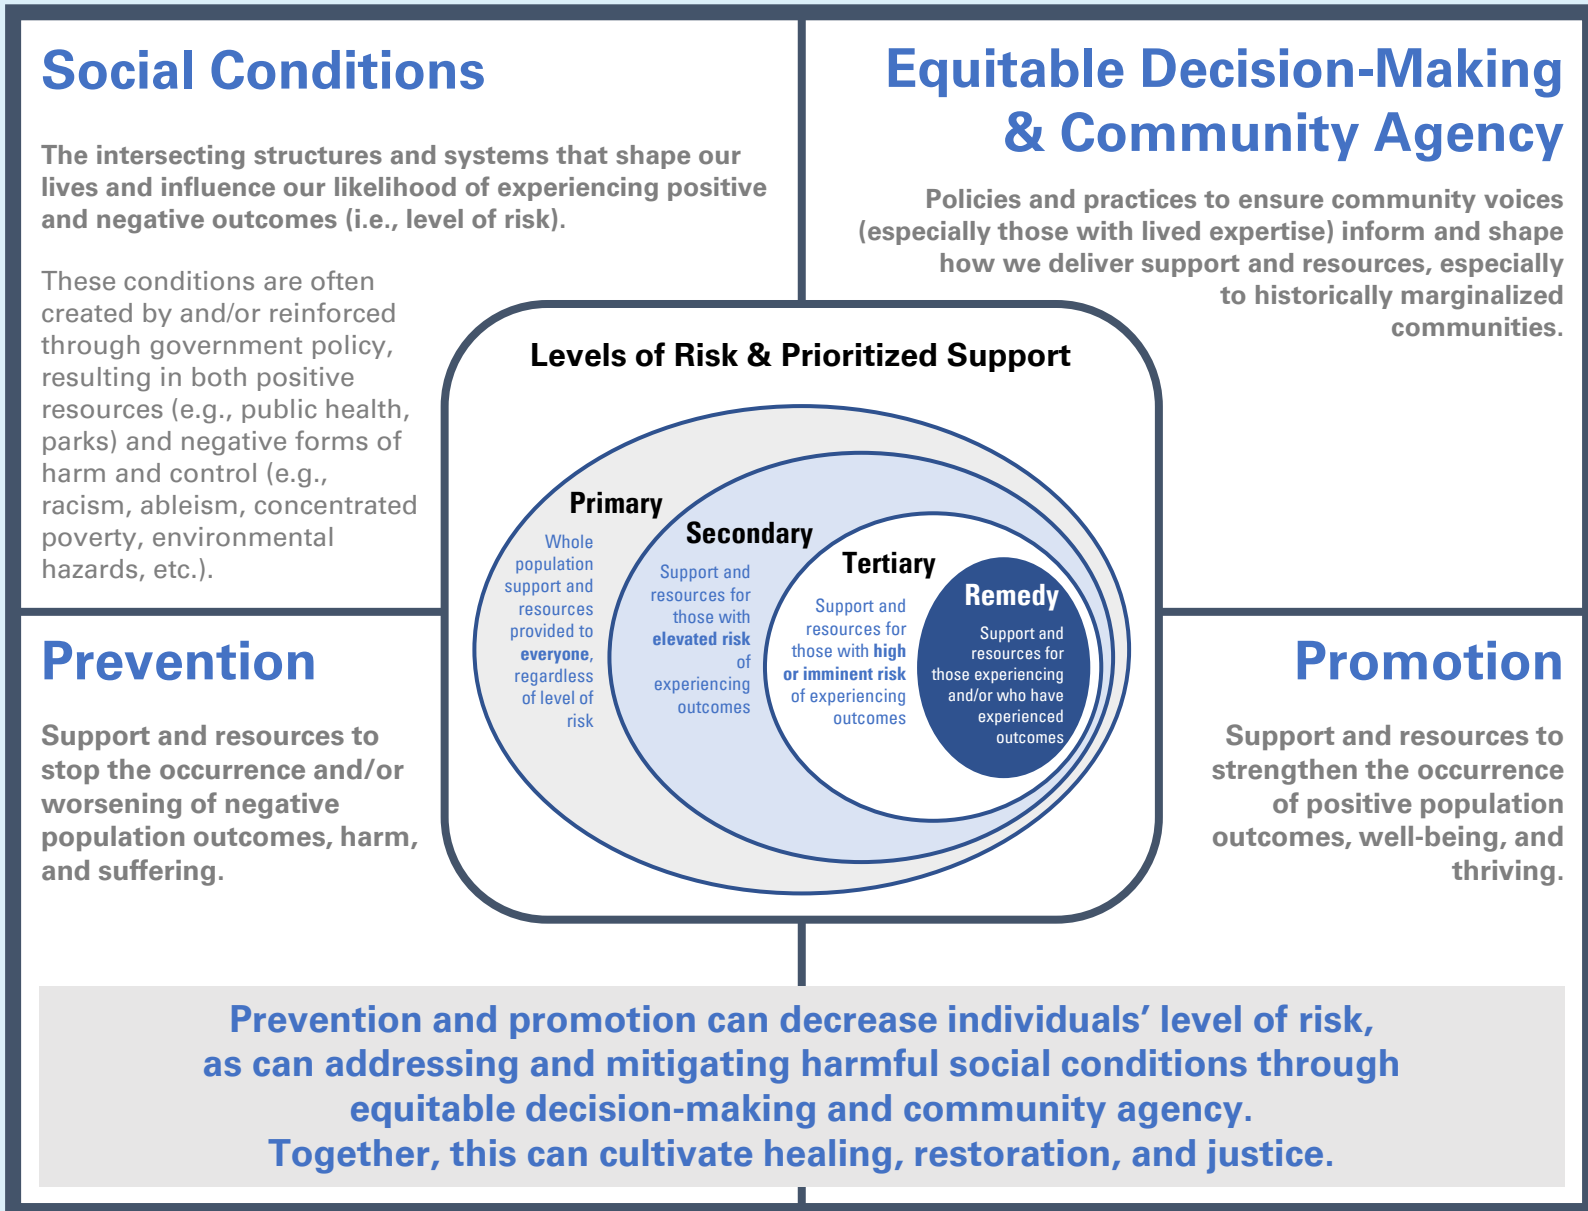 Social Conditions
The intersecting structures and systems that shape our
lives and influence our likelihood of experiencing positive
and negative outcomes (i.e., level of risk).
These conditions are often
created by and/or reinforced
through government policy,
resulting in both positive
resources (e.g., public health,
parks) and negative forms of
harm and control (e.g.,
racism, ableism, concentrated
poverty, environmental
hazards, etc.).
Equitable Decision-Making
& Community Agency
Policies and practices to ensure community voices
(especially those with lived expertise) inform and shape
how we deliver support and resources, especially
to historically marginalized
communities.
Levels of Risk & Prioritized Support
Primary
Whole
population
support and
resources
provided to
everyone,
regardless
of level of
risk
Secondary
Support and
resources for
those with
elevated risk
of
experiencing
outcomes
Tertiary
Support and
resources for
those with high
or imminent risk
of experiencing
outcomes
Remedy
Support and
resources for
those experiencing
and/or who have
experienced
outcomes
Prevention
Support and resources to
stop the occurrence and/or
worsening of negative
population outcomes, harm,
and suffering.
Promotion
Support and resources to
strengthen the occurrence
of positive population
outcomes, well-being, and
thriving.
Prevention and promotion can decrease individuals’ level of risk,
as can addressing and mitigating harmful social conditions through
equitable decision-making and community agency.
Together, this can cultivate healing, restoration, and justice.